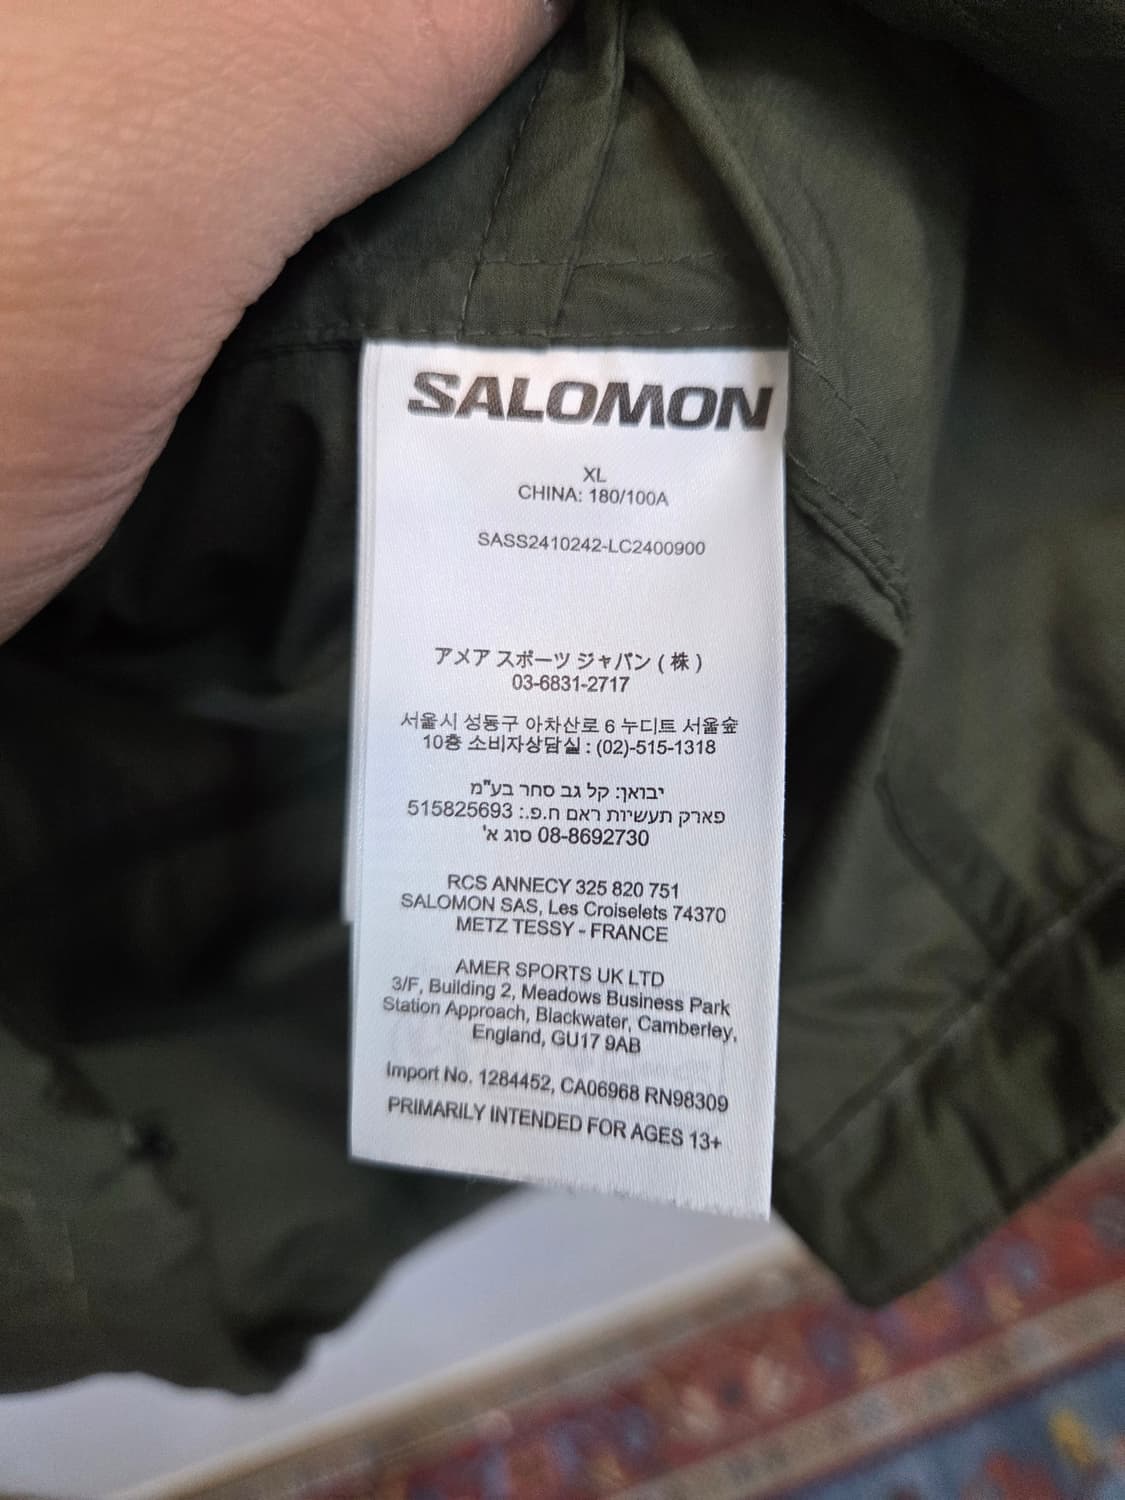 SALOMON
XL
CHINA: 180/100A
SASS2410242-LC2400900
アメア スポーツ ジャパン ( 株 )
03-6831-2717
서울시 성동구 아차산로 6 누디트 서울숲
10층 소비자상담실 : (02)-515-1318
יבואן: קל גב סחר בע"מ
פארק תעשיות ראם ח.פ.: 515825693
08-8692730 סוג א'
RCS ANNECY 325 820 751
SALOMON SAS, Les Croiselets 74370
METZ TESSY - FRANCE
AMER SPORTS UK LTD
3/F, Building 2, Meadows Business Park
Station Approach, Blackwater, Camberley,
England, GU17 9AB
Import No. 1284452, CA06968 RN98309
PRIMARILY INTENDED FOR AGES 13+